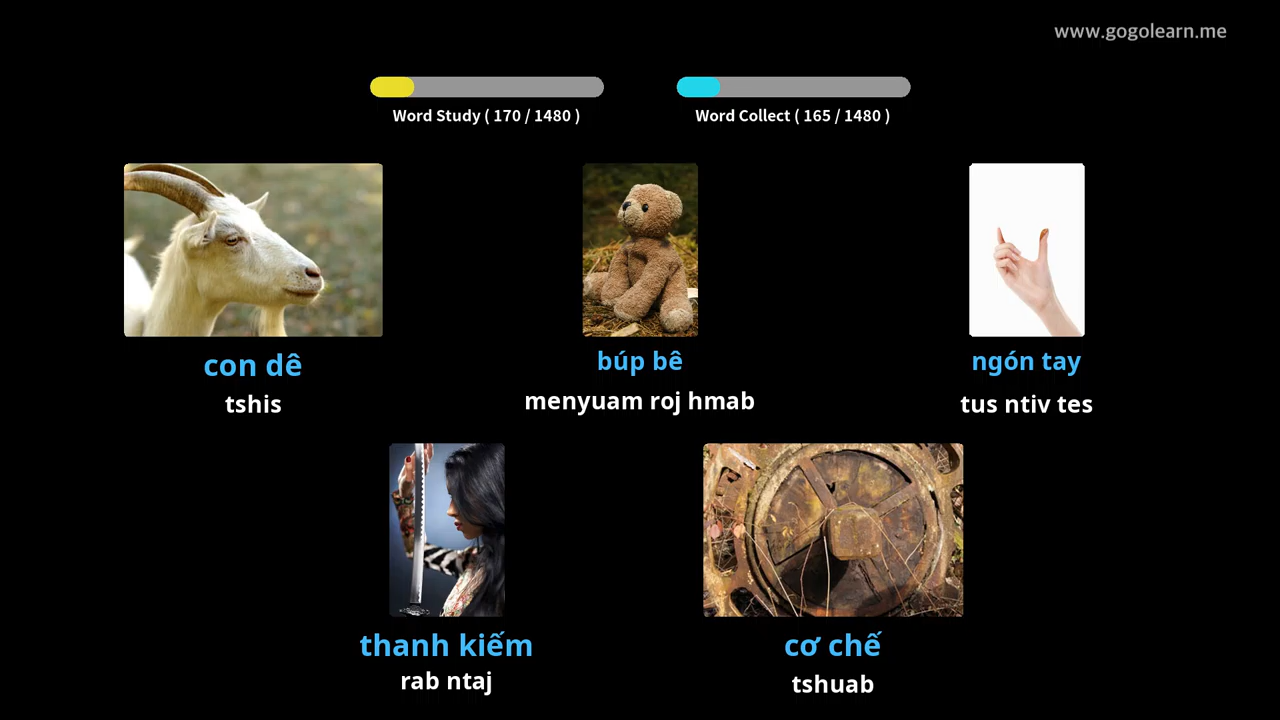 www.gogolearn.me
Word Study ( 170 / 1480 )
Word Collect ( 165 / 1480 )
con dê
tshis
búp bê
menyuam roj hmab
ngón tay
tus ntiv tes
thanh kiếm
rab ntaj
cơ chế
tshuab